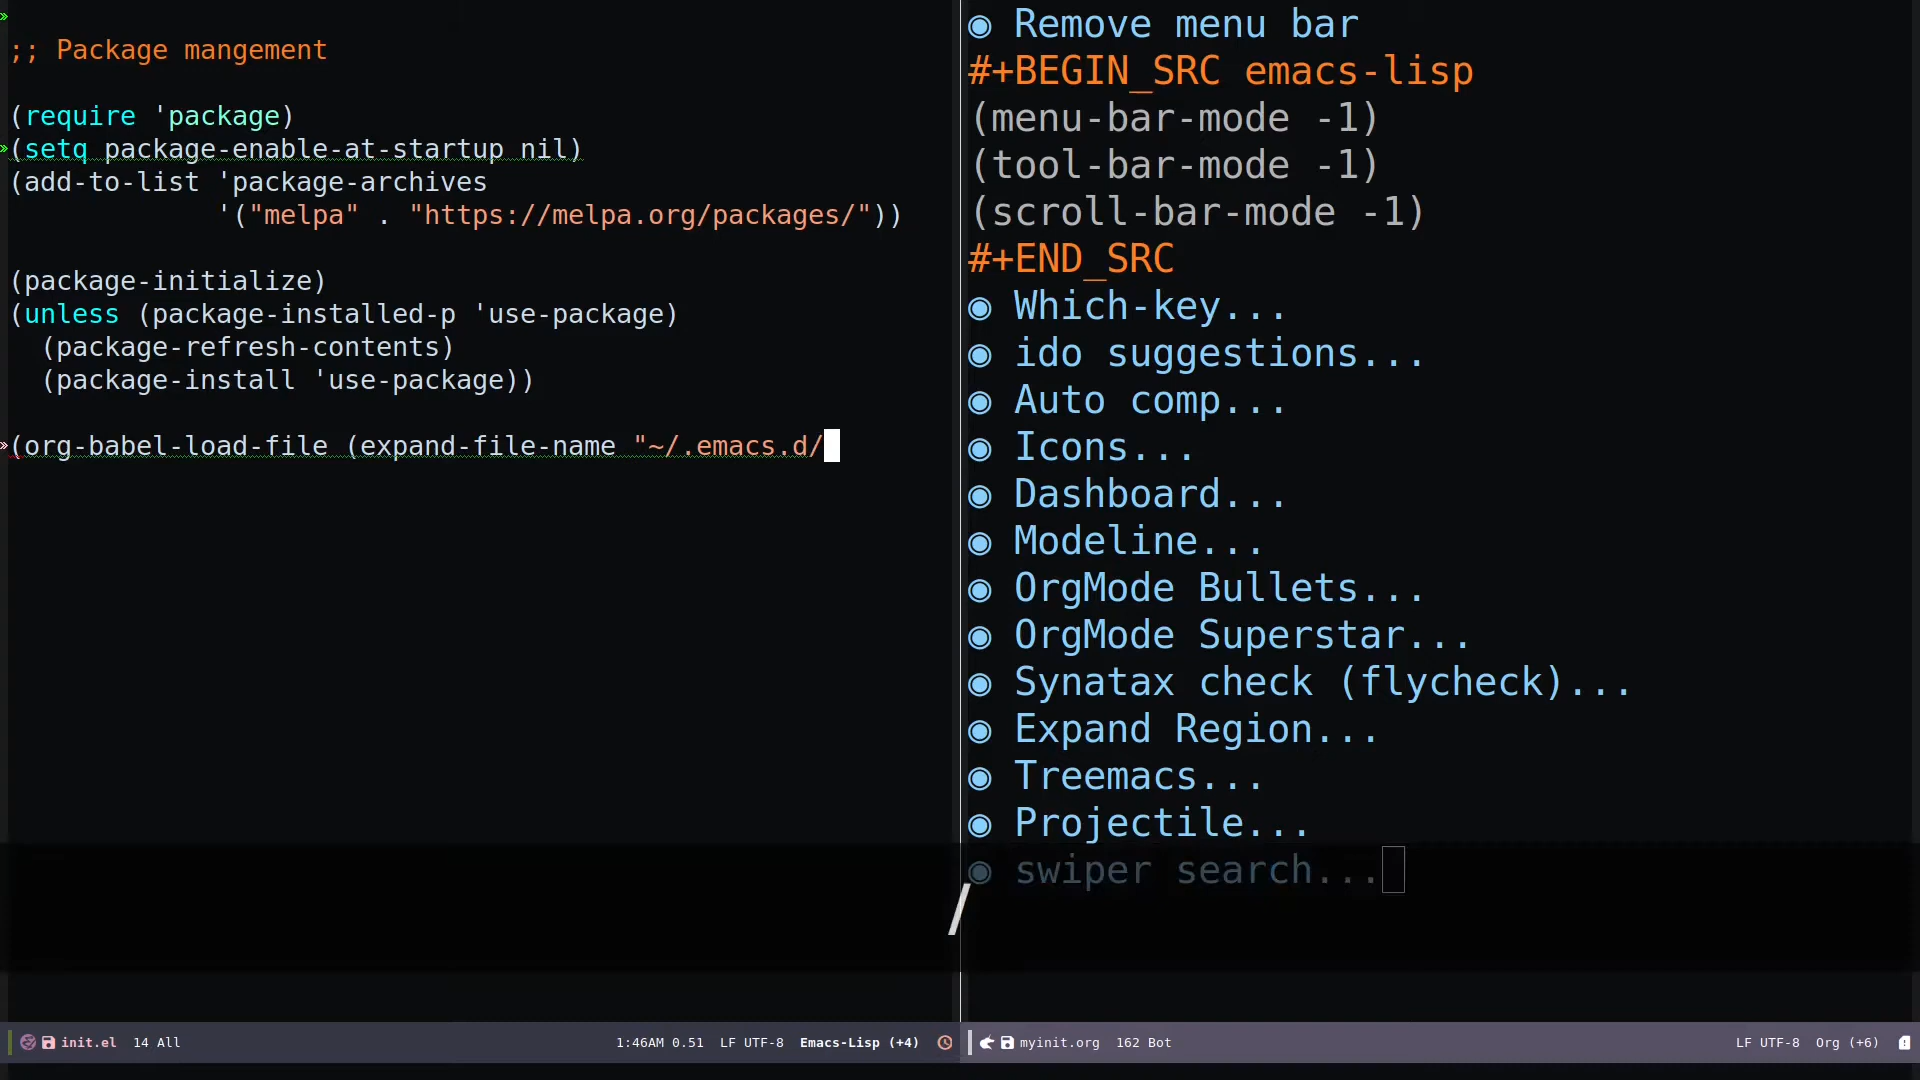 ;; Package mangement
(require 'package)
(setq package-enable-at-startup nil)
(add-to-list 'package-archives
'("melpa" . "https://melpa.org/packages/"))
(package-initialize)
(unless (package-installed-p 'use-package)
(package-refresh-contents)
(package-install 'use-package))
(org-babel-load-file (expand-file-name "~/.emacs.d/
init.el 14 All 1:46AM 0.51 LF UTF-8 Emacs-Lisp (+4)
◉ Remove menu bar
#+BEGIN_SRC emacs-lisp
(menu-bar-mode -1)
(tool-bar-mode -1)
(scroll-bar-mode -1)
#+END_SRC
◉ Which-key...
◉ ido suggestions...
◉ Auto comp...
◉ Icons...
◉ Dashboard...
◉ Modeline...
◉ OrgMode Bullets...
◉ OrgMode Superstar...
◉ Synatax check (flycheck)...
◉ Expand Region...
◉ Treemacs...
◉ Projectile...
◉ swiper search...
/
myinit.org 162 Bot LF UTF-8 Org (+6)